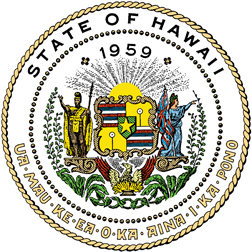 STATE OF HAWAII
1959
UA·MAU·KE·EA·O·KA·AINA·I·KA·PONO